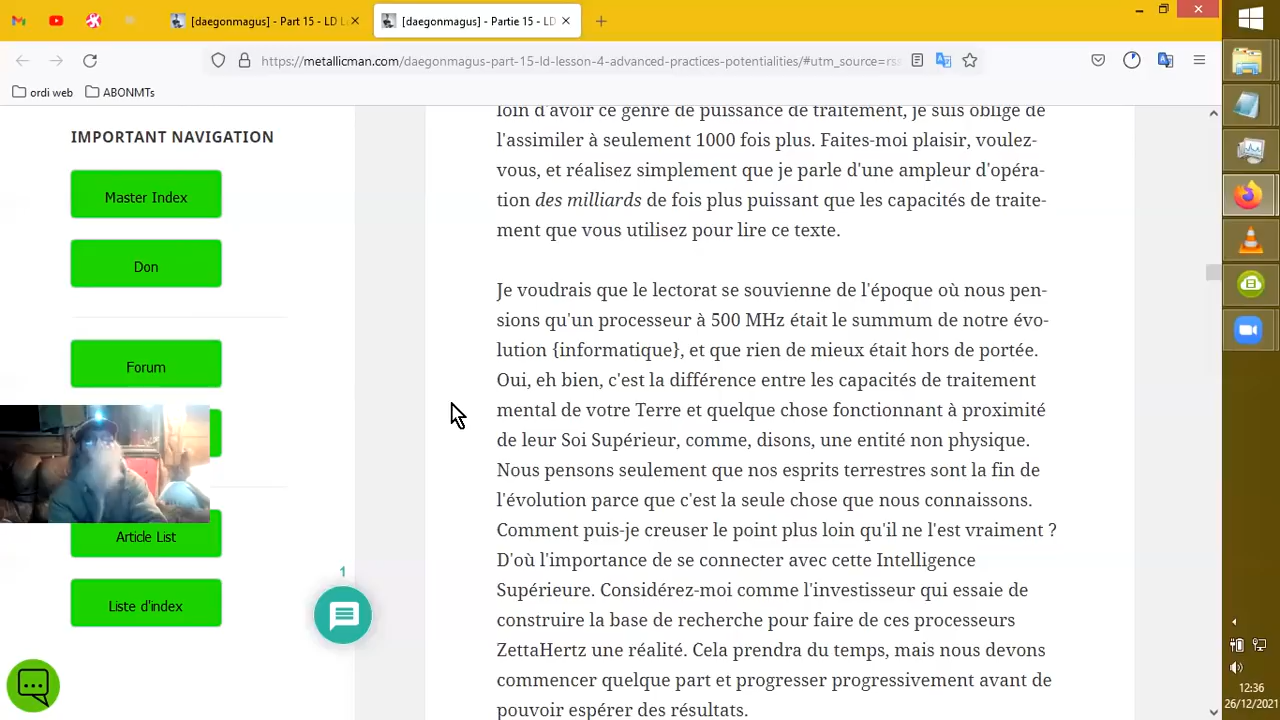 [daegonmagus] - Part 15 - LD L
[daegonmagus] - Partie 15 - LD
https://metallicman.com/daegonmagus-part-15-ld-lesson-4-advanced-practices-potentialities/#utm_source=rs
ordi web
ABONMTs
IMPORTANT NAVIGATION
Master Index
Don
Forum
Article List
Liste d'index
1
loin d'avoir ce genre de puissance de traitement, je suis obligé de
l'assimiler à seulement 1000 fois plus. Faites-moi plaisir, voulez-
vous, et réalisez simplement que je parle d'une ampleur d'opéra-
tion des milliards de fois plus puissant que les capacités de traite-
ment que vous utilisez pour lire ce texte.
Je voudrais que le lectorat se souvienne de l'époque où nous pen-
sions qu'un processeur à 500 MHz était le summum de notre évo-
lution {informatique}, et que rien de mieux était hors de portée.
Oui, eh bien, c'est la différence entre les capacités de traitement
mental de votre Terre et quelque chose fonctionnant à proximité
de leur Soi Supérieur, comme, disons, une entité non physique.
Nous pensons seulement que nos esprits terrestres sont la fin de
l'évolution parce que c'est la seule chose que nous connaissons.
Comment puis-je creuser le point plus loin qu'il ne l'est vraiment ?
D'où l'importance de se connecter avec cette Intelligence
Supérieure. Considérez-moi comme l'investisseur qui essaie de
construire la base de recherche pour faire de ces processeurs
ZettaHertz une réalité. Cela prendra du temps, mais nous devons
commencer quelque part et progresser progressivement avant de
pouvoir espérer des résultats.
12:36
26/12/2021